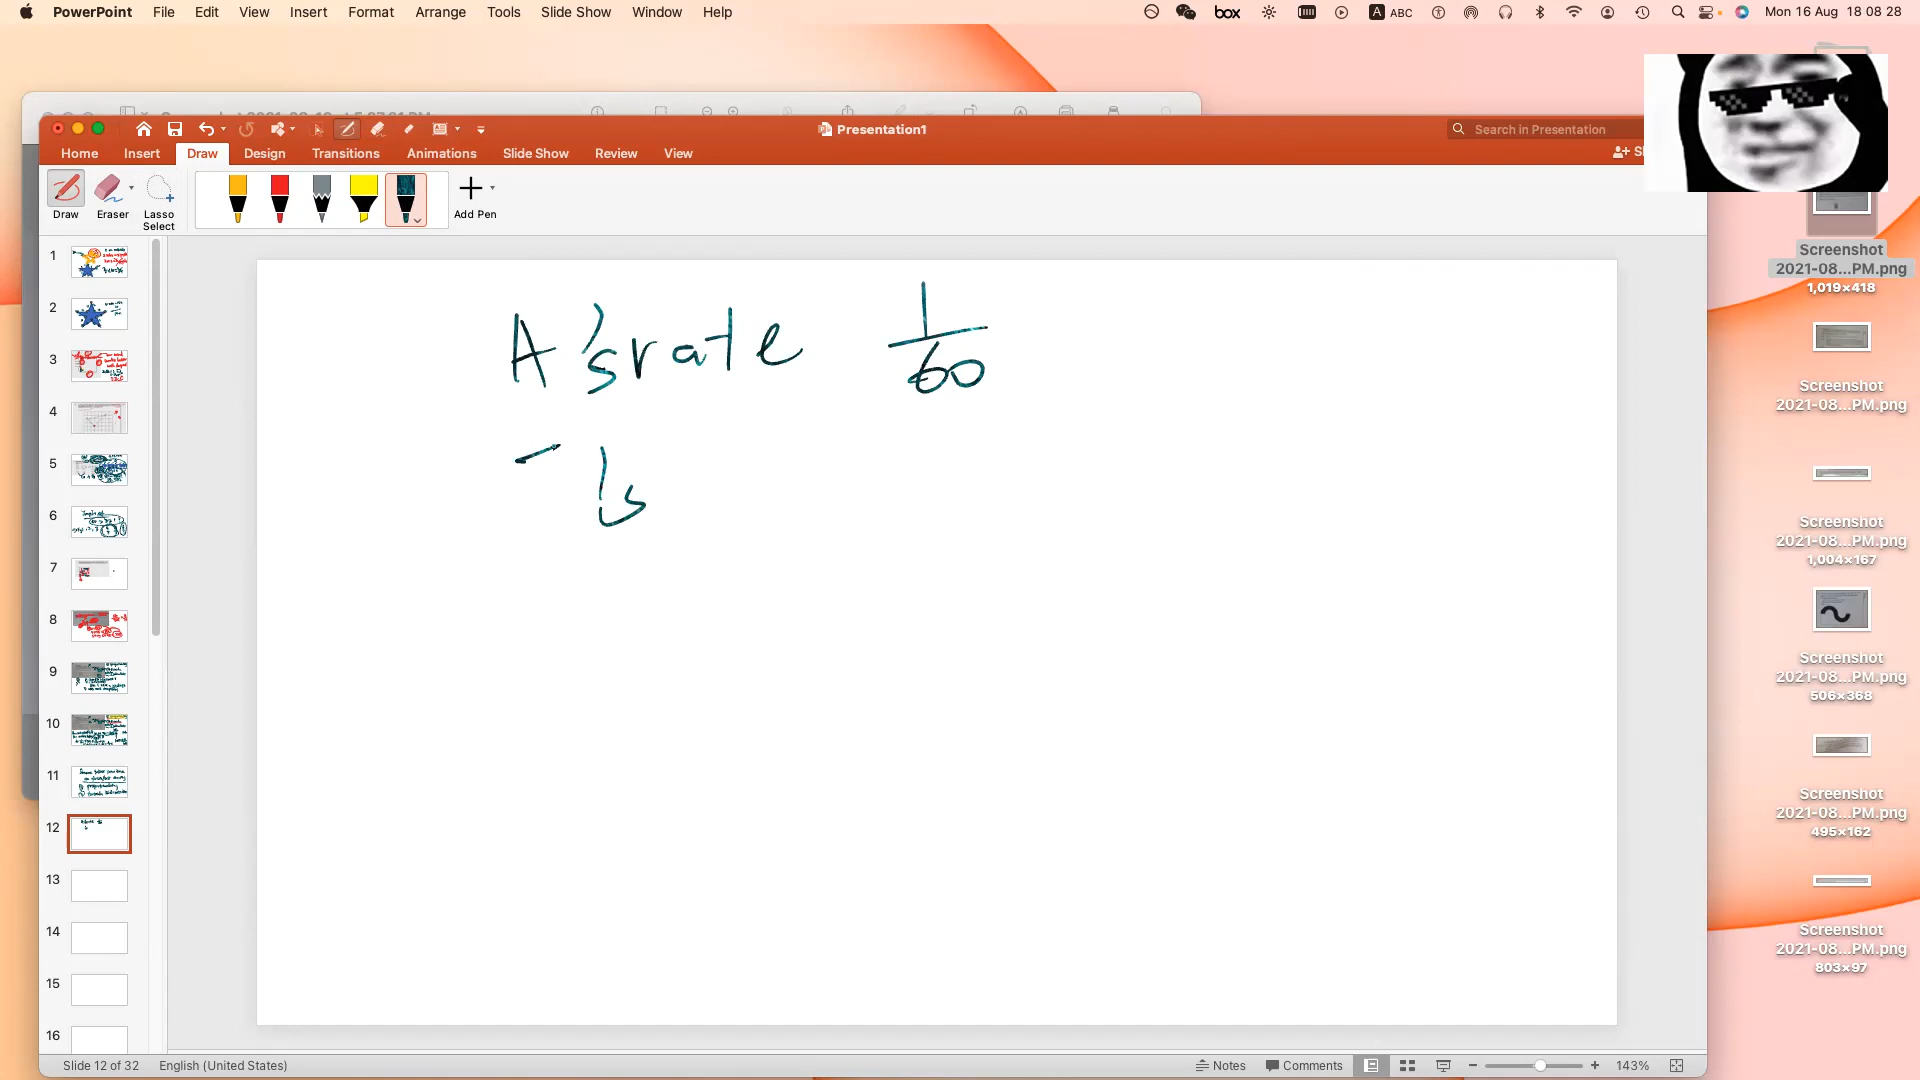 PowerPoint File Edit View Insert Format Arrange Tools Slide Show Window Help
box A ABC Mon 16 Aug 18 08 28
Presentation1
Search in Presentation
Home Insert Draw Design Transitions Animations Slide Show Review View
Draw Eraser Lasso Select Add Pen
A's rate 1/60
's
1
2
3
4
5
6
7
8
9
10
11
12
13
14
15
16
Screenshot
2021-08...PM.png
1,019×418
Screenshot
2021-08...PM.png
Screenshot
2021-08...PM.png
1,004×167
Screenshot
2021-08...PM.png
506×368
Screenshot
2021-08...PM.png
495×162
Screenshot
2021-08...PM.png
803×97
Slide 12 of 32 English (United States) Notes Comments 143%